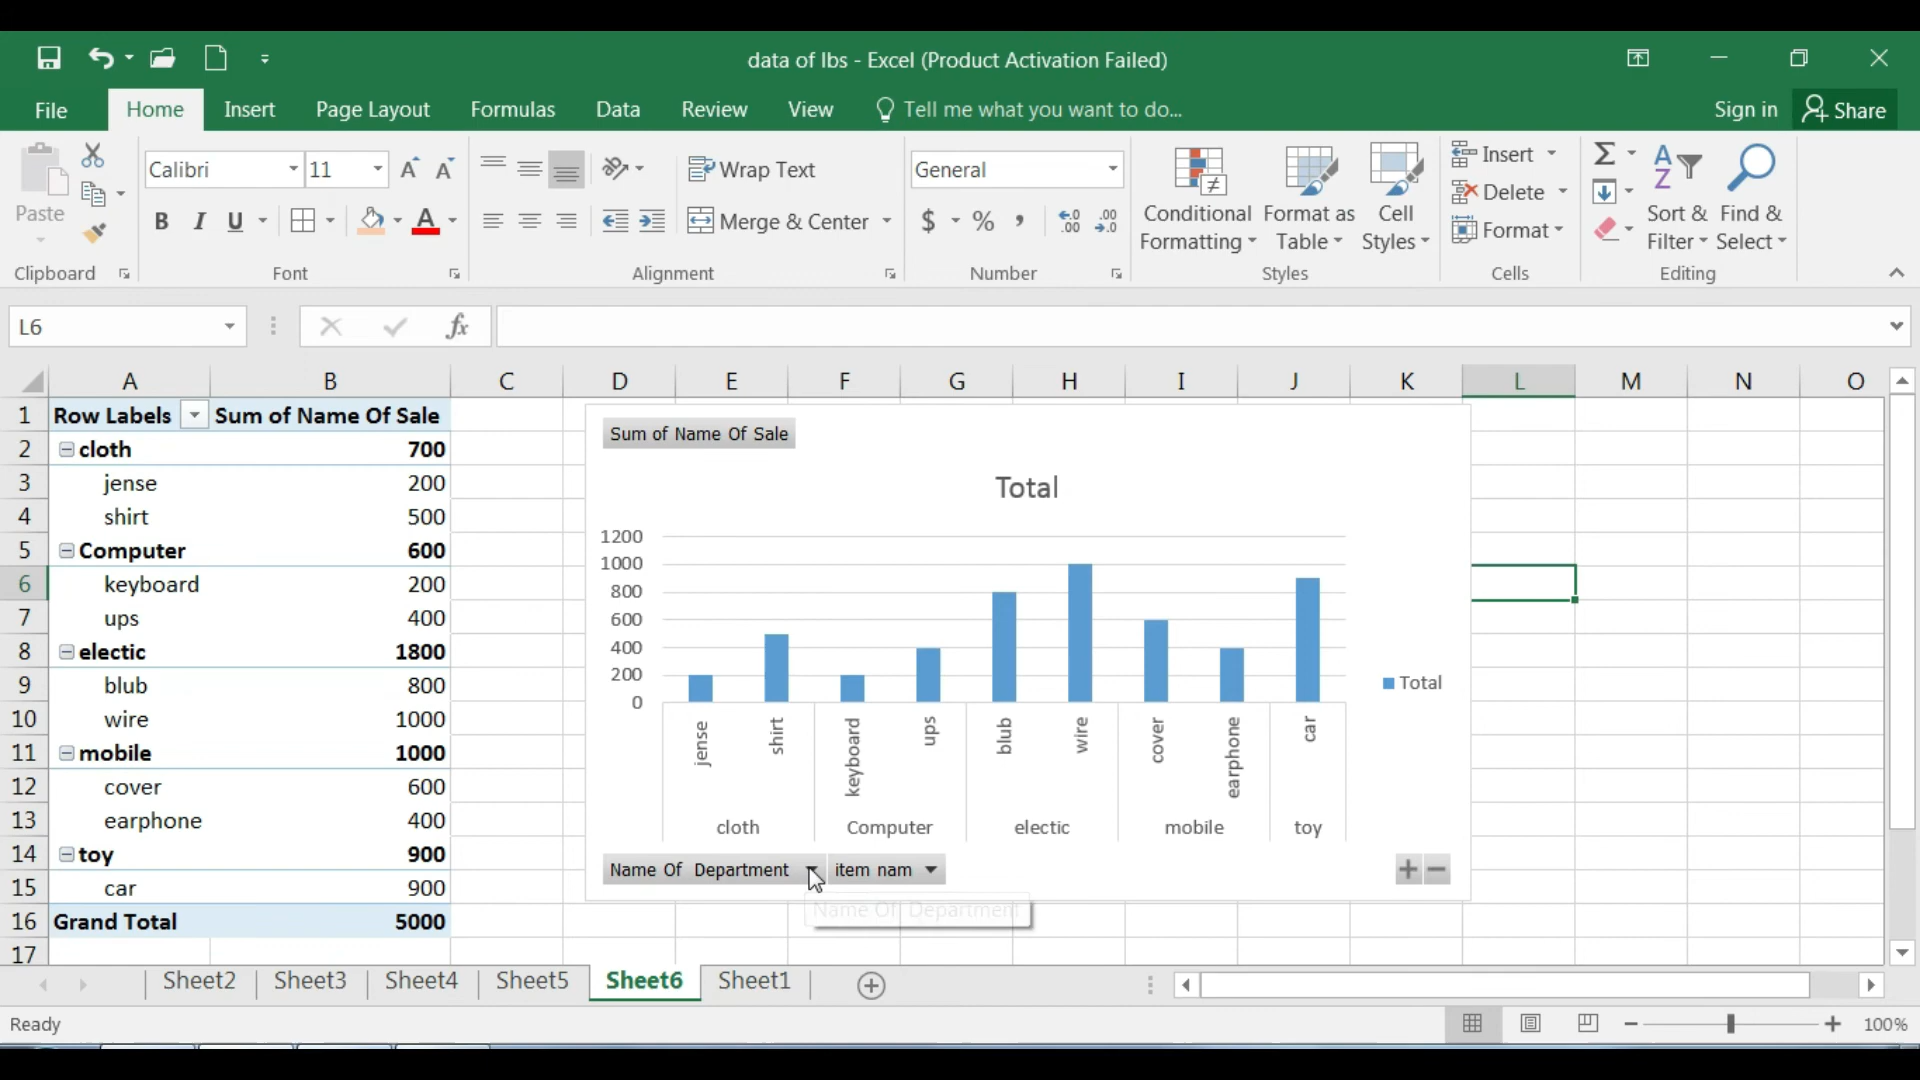 data of lbs - Excel (Product Activation Failed)
File Home Insert Page Layout Formulas Data Review View Tell me what you want to do... Sign in Share
Paste
Clipboard
Calibri 11
B I U A
Font
Wrap Text
Merge & Center
Alignment
General
$ % ,
Number
Conditional Formatting
Format as Table
Cell Styles
Styles
Insert
Delete
Format
Cells
Sort & Filter
Find & Select
Editing
L6 fx
A B C D E F G H I J K L M N O
1 Row Labels Sum of Name Of Sale
2 cloth 700
3 jense 200
4 shirt 500
5 Computer 600
6 keyboard 200
7 ups 400
8 electic 1800
9 blub 800
10 wire 1000
11 mobile 1000
12 cover 600
13 earphone 400
14 toy 900
15 car 900
16 Grand Total 5000
17
Sum of Name Of Sale
Total
1200
1000
800
600
400
200
0
jense shirt keyboard ups blub wire cover earphone car
cloth Computer electic mobile toy
Total
Name Of Department item nam
Name Of Department
Sheet2 Sheet3 Sheet4 Sheet5 Sheet6 Sheet1
Ready 100%